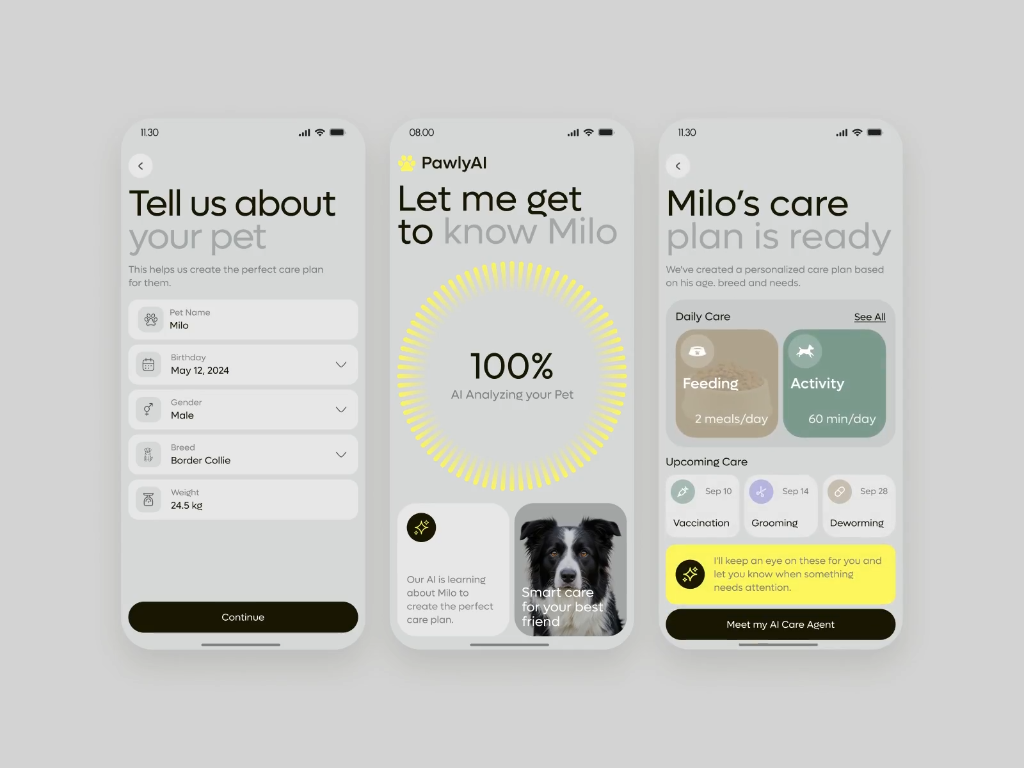 11.30
Tell us about
your pet
This helps us create the perfect care plan
for them.
Pet Name
Milo
Birthday
May 12, 2024
Gender
Male
Breed
Border Collie
Weight
24.5 kg
Continue
08.00
PawlyAI
Let me get
to know Milo
100%
AI Analyzing your Pet
Our AI is learning
about Milo to
create the perfect
care plan.
Smart care
for your best
friend
11.30
Milo's care
plan is ready
We've created a personalized care plan based
on his age, breed and needs.
Daily Care
See All
Feeding
2 meals/day
Activity
60 min/day
Upcoming Care
Sep 10
Vaccination
Sep 14
Grooming
Sep 28
Deworming
I'll keep an eye on these for you and
let you know when something
needs attention.
Meet my AI Care Agent